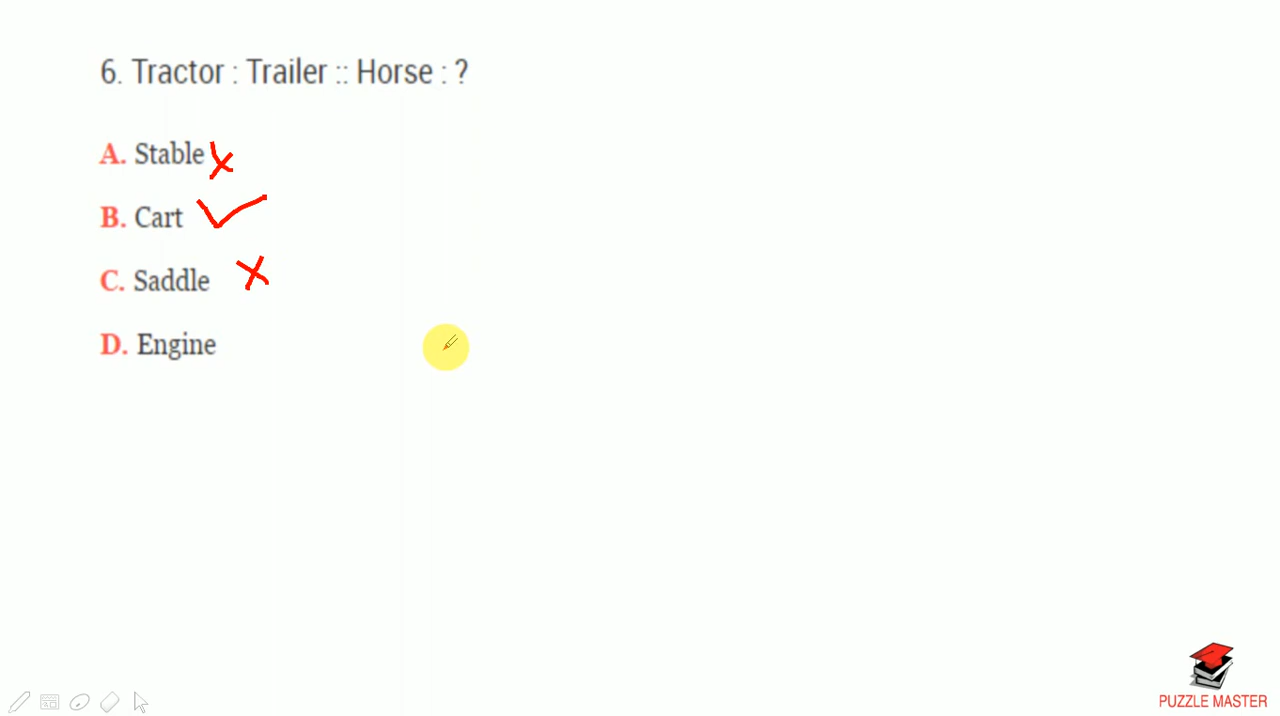 6. Tractor : Trailer :: Horse : ?
A. Stable
B. Cart
C. Saddle
D. Engine
PUZZLE MASTER